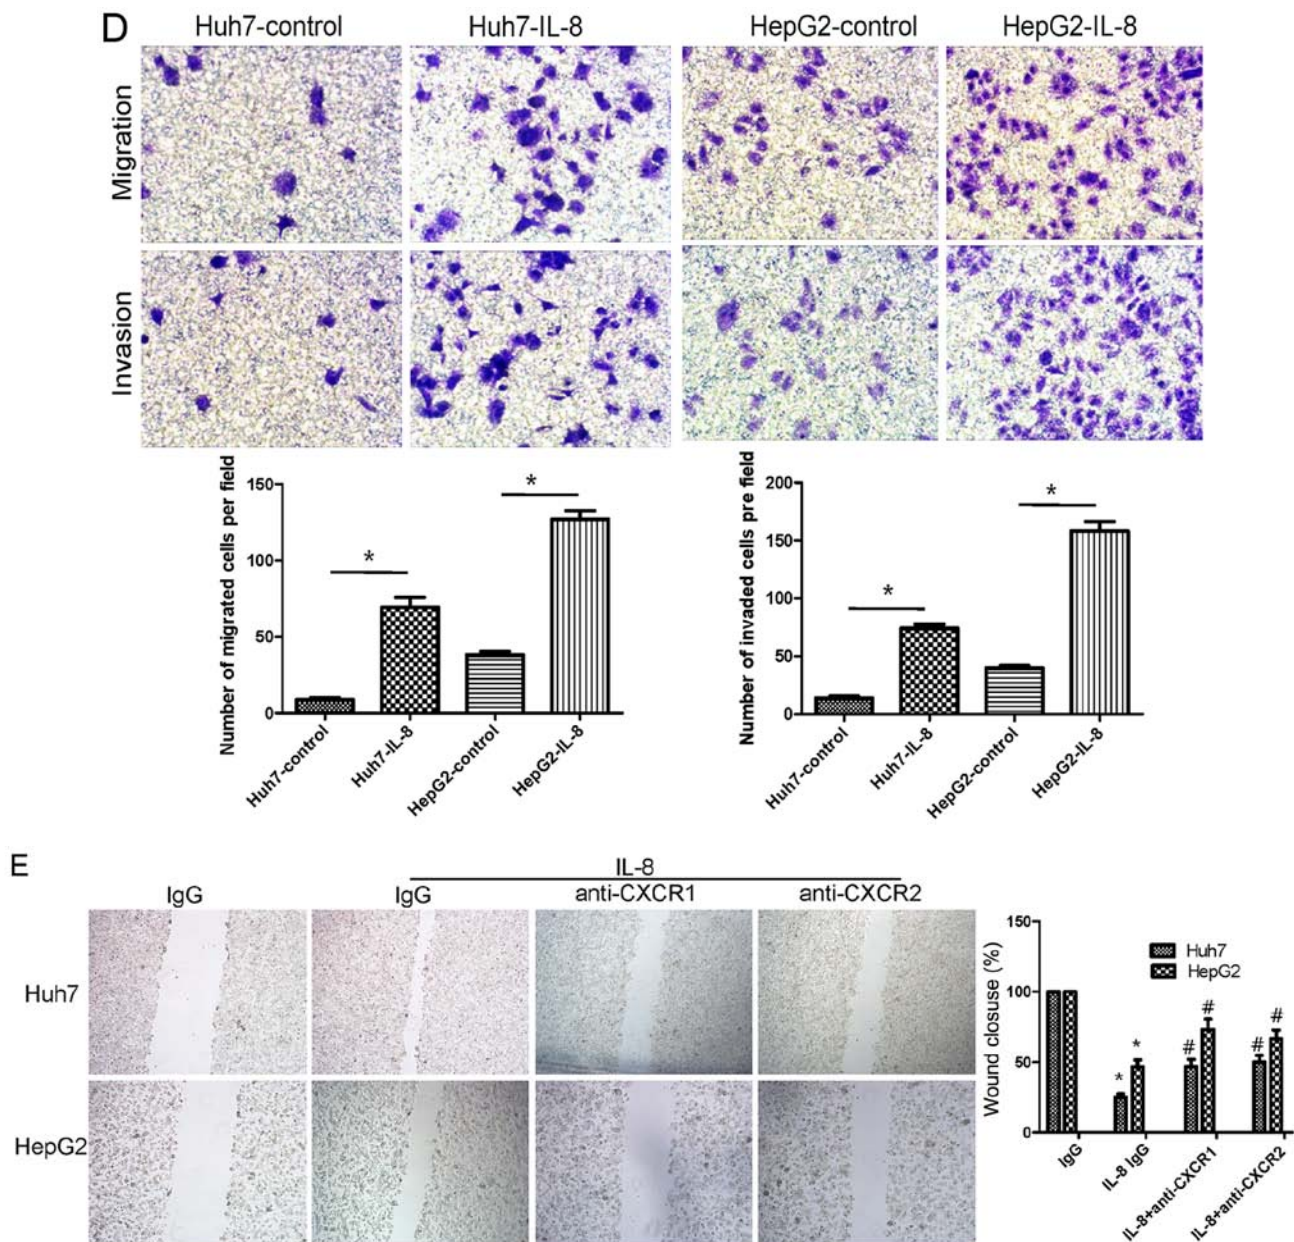 D
Huh7-control Huh7-IL-8 HepG2-control HepG2-IL-8
Migration
Invasion
Number of migrated cells per field
150
100
50
0
*
*
Huh7-control
Huh7-IL-8
HepG2-control
HepG2-IL-8
Number of invaded cells pre field
200
150
100
50
0
*
*
Huh7-control
Huh7-IL-8
HepG2-control
HepG2-IL-8
E
IL-8
IgG IgG anti-CXCR1 anti-CXCR2
Huh7
HepG2
Wound closuse (%)
150
100
50
0
Huh7
HepG2
* * # # # #
IgG
IL-8 IgG
IL-8+anti-CXCR1
IL-8+anti-CXCR2